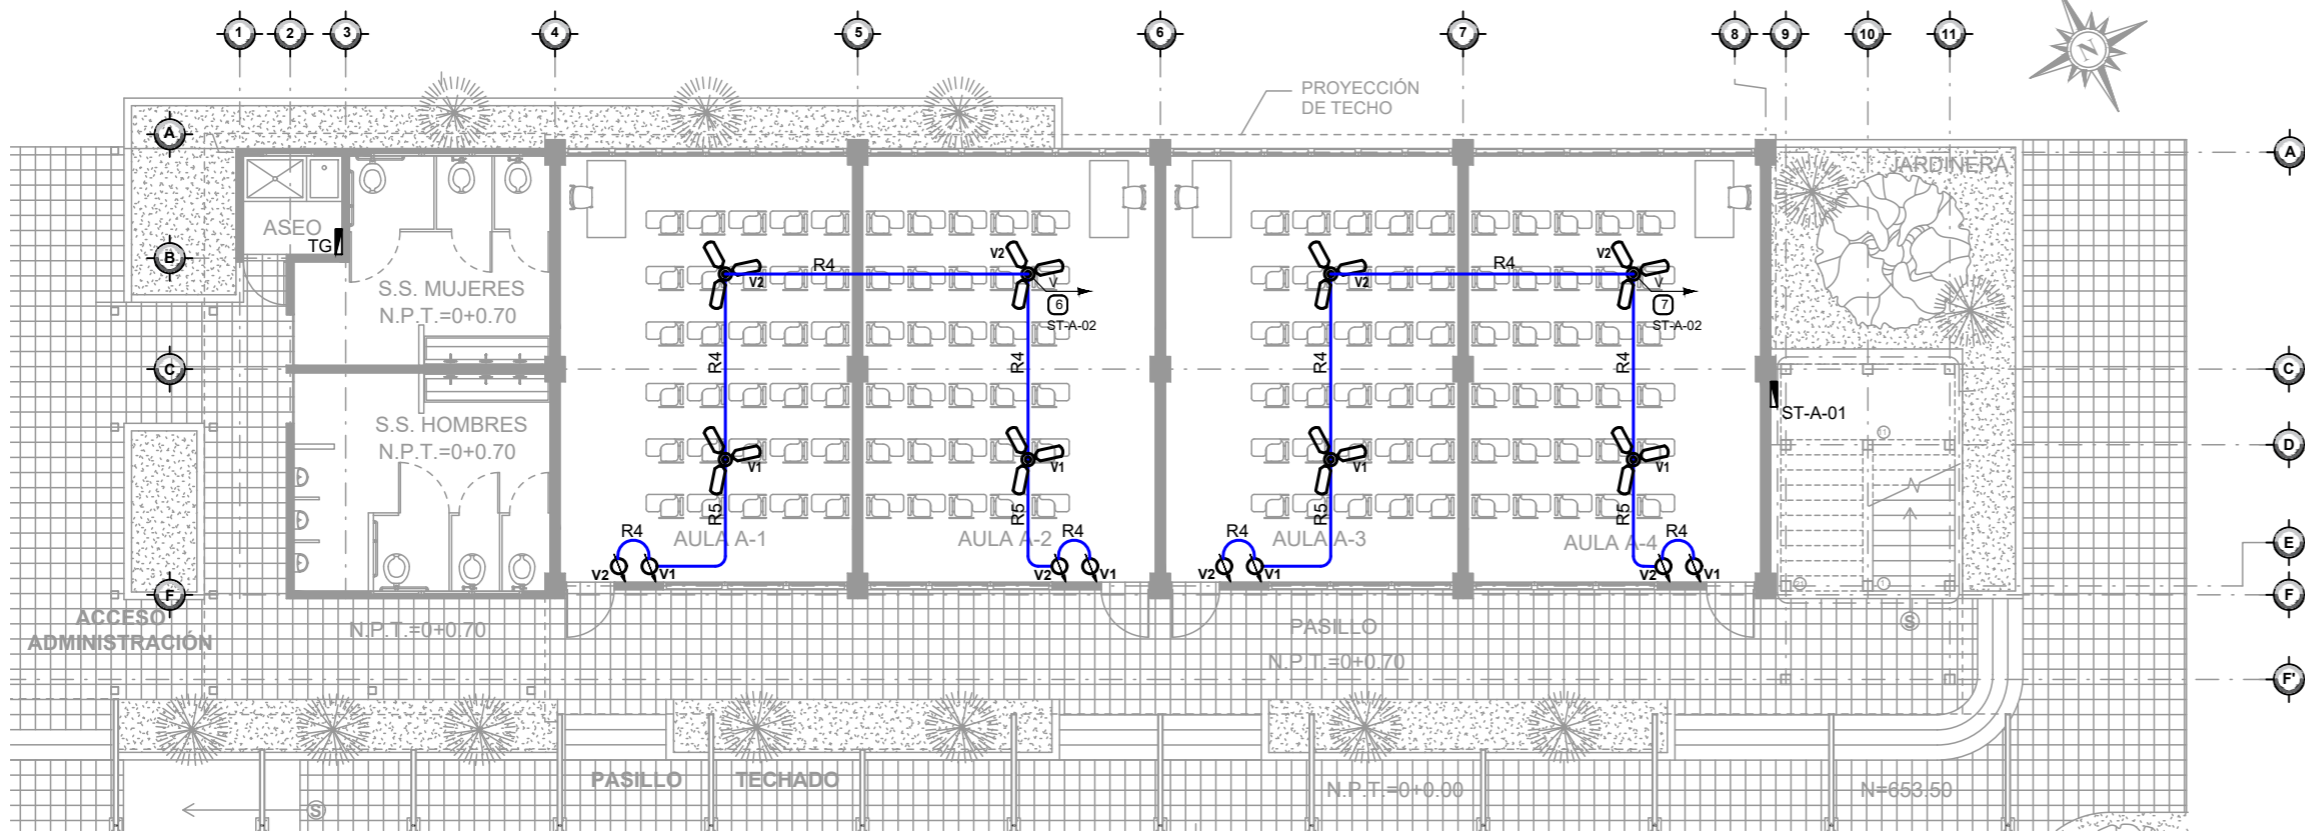 1 2 3 4 5 6 7 8 9 10 11
N
PROYECCIÓN
DE TECHO
A
A
JARDINERA
ASEO
TG
B
S.S. MUJERES
N.P.T.=0+0.70
V2
R4
V2
V
6
ST-A-02
V2
R4
V2
V
7
ST-A-02
R4
R4
R4
R4
C
C
ST-A-01
S.S. HOMBRES
N.P.T.=0+0.70
D
V1
V1
V1
V1
R5
R5
R5
R5
AULA A-1
AULA A-2
AULA A-3
AULA A-4
R4
R4
R4
R4
E
V2
V1
V2
V1
V2
V1
V2
V1
F
F
ACCESO
ADMINISTRACIÓN
N.P.T.=0+0.70
PASILLO
N.P.T.=0+0.70
S
F'
PASILLO TECHADO
N.P.T.=0+0.00
N=653.50
S